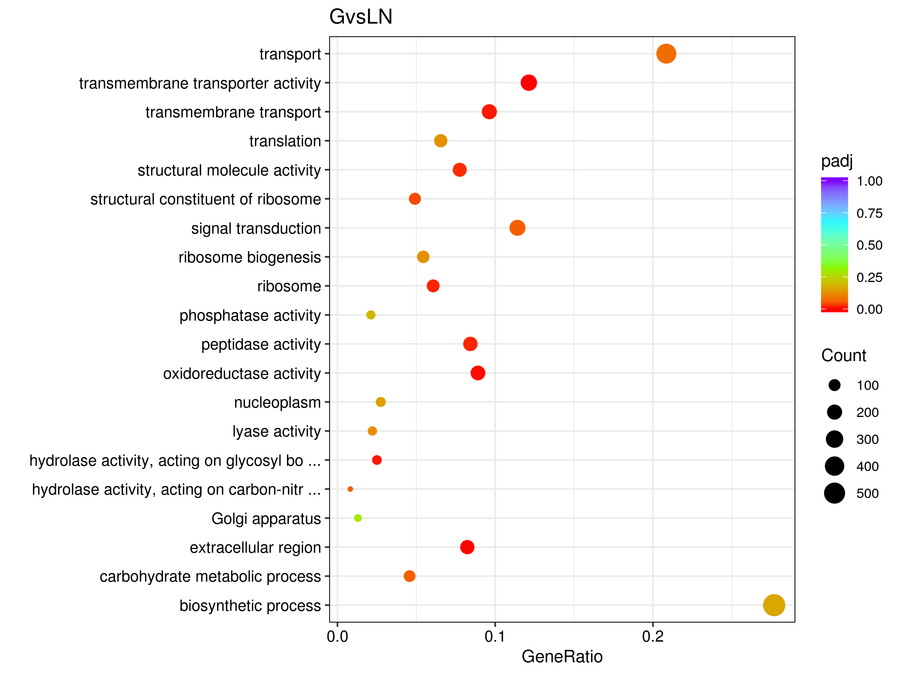 GvsLN
transport
transmembrane transporter activity
transmembrane transport
translation
structural molecule activity
structural constituent of ribosome
signal transduction
ribosome biogenesis
ribosome
phosphatase activity
peptidase activity
oxidoreductase activity
nucleoplasm
lyase activity
hydrolase activity, acting on glycosyl bo ...
hydrolase activity, acting on carbon-nitr ...
Golgi apparatus
extracellular region
carbohydrate metabolic process
biosynthetic process
0.0 0.1 0.2
GeneRatio
padj
1.00
0.75
0.50
0.25
0.00
Count
100
200
300
400
500